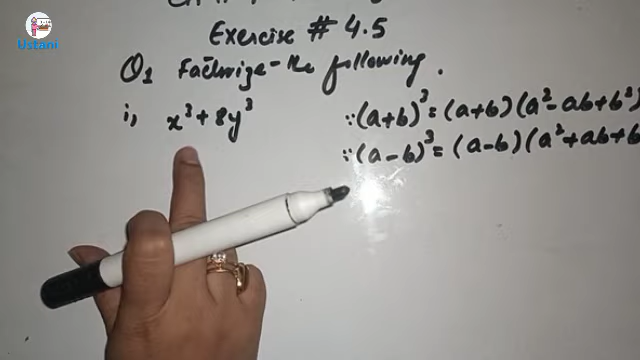 Ustani
Exercise # 4.5
Q1 Factorize the following.
i, x³ + 8y³
∵ (a+b)³ = (a+b) (a² - ab + b²)
∵ (a-b)³ = (a-b) (a² + ab + b